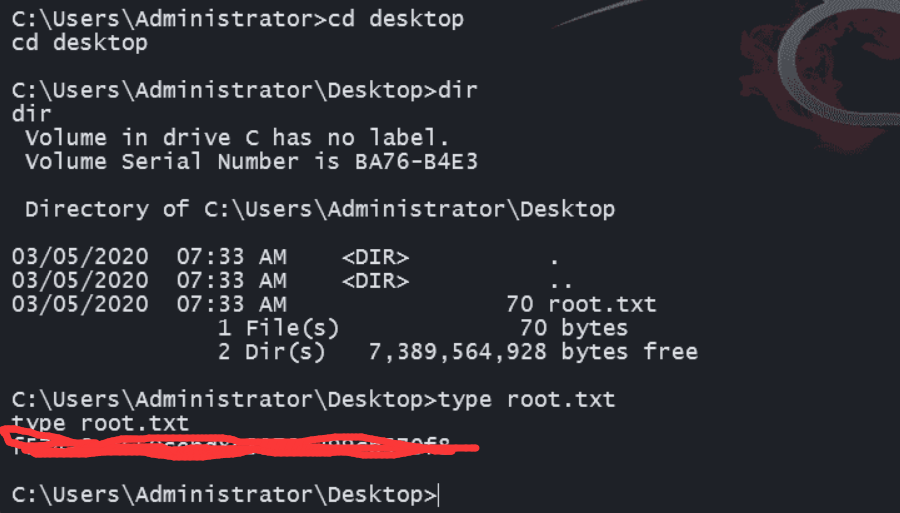 C:\Users\Administrator>cd desktop
cd desktop
C:\Users\Administrator\Desktop>dir
dir
Volume in drive C has no label.
Volume Serial Number is BA76-B4E3
Directory of C:\Users\Administrator\Desktop
03/05/2020  07:33 AM    <DIR>          .
03/05/2020  07:33 AM    <DIR>          ..
03/05/2020  07:33 AM                70 root.txt
1 File(s)             70 bytes
2 Dir(s)   7,389,564,928 bytes free
C:\Users\Administrator\Desktop>type root.txt
type root.txt
C:\Users\Administrator\Desktop>